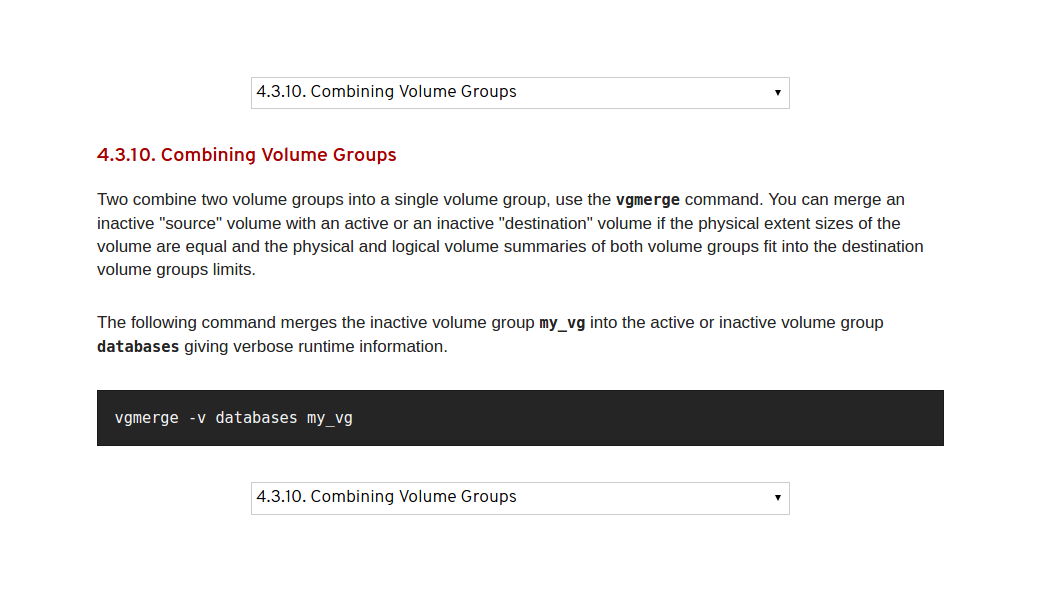 4.3.10. Combining Volume Groups
4.3.10. Combining Volume Groups
Two combine two volume groups into a single volume group, use the vgmerge command. You can merge an
inactive "source" volume with an active or an inactive "destination" volume if the physical extent sizes of the
volume are equal and the physical and logical volume summaries of both volume groups fit into the destination
volume groups limits.
The following command merges the inactive volume group my_vg into the active or inactive volume group
databases giving verbose runtime information.
vgmerge -v databases my_vg
4.3.10. Combining Volume Groups